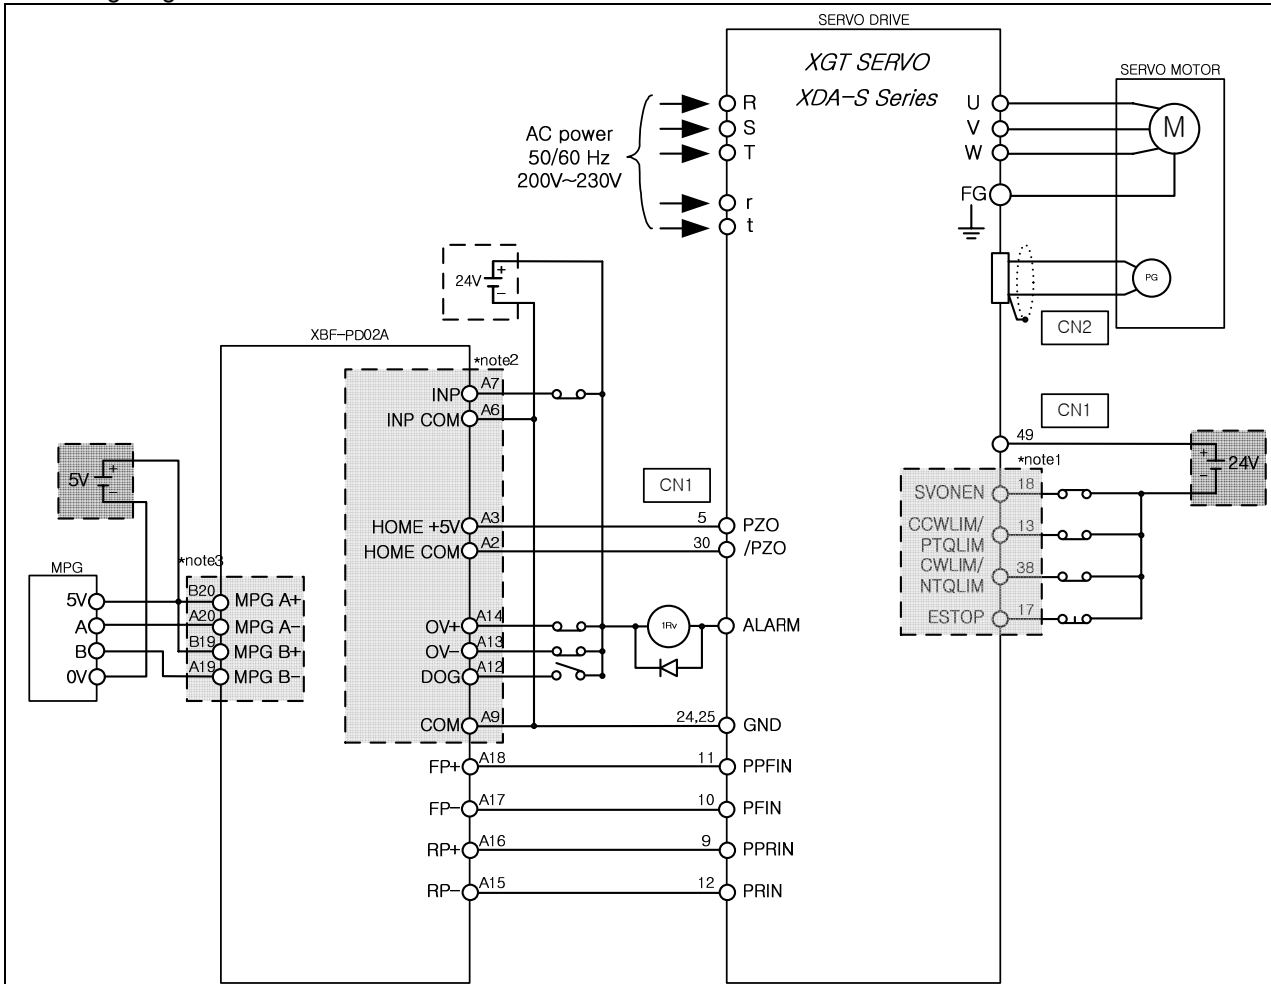 SERVO DRIVE
XGT SERVO
XDA-S Series
SERVO MOTOR
AC power
50/60 Hz
200V~230V
R
S
T
r
t
U
V
W
FG
M
PG
CN2
24V
+
-
XBF-PD02A
*note2
INP
A7
INP COM
A6
CN1
49
*note1
+
-
24V
SVONEN
18
CCWLIM/
PTQLIM
13
CWLIM/
NTQLIM
38
ESTOP
17
5V
+
-
CN1
HOME +5V
A3
5
PZO
HOME COM
A2
30
/PZO
*note3
MPG
5V
A
B
0V
B20
MPG A+
A20
MPG A-
B19
MPG B+
A19
MPG B-
OV+
A14
1Ry
ALARM
OV-
A13
DOG
A12
COM
A9
24,25
GND
FP+
A18
11
PPFIN
FP-
A17
10
PFIN
RP+
A16
9
PPRIN
RP-
A15
12
PRIN